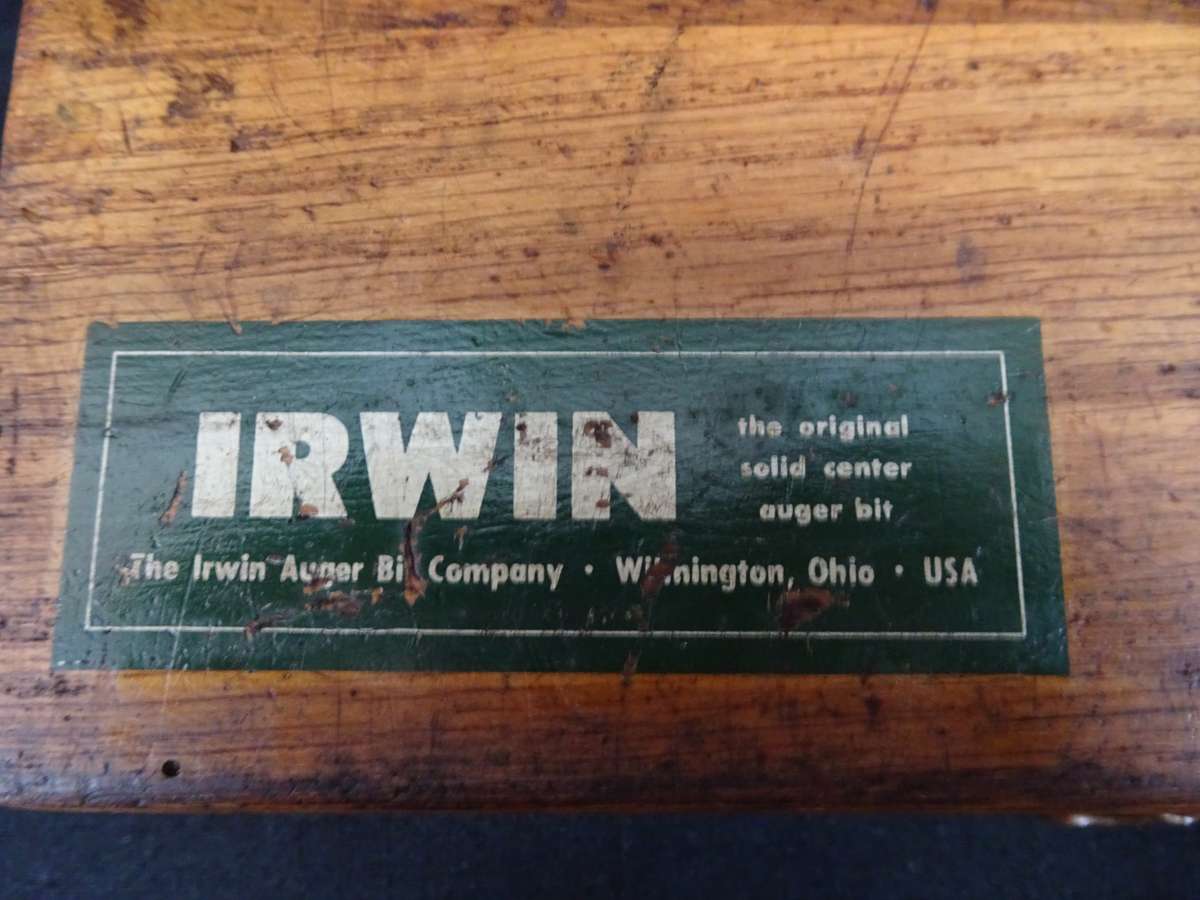 IRWIN
the original
solid center
auger bit
The Irwin Auger Bit Company · Wilmington, Ohio · USA